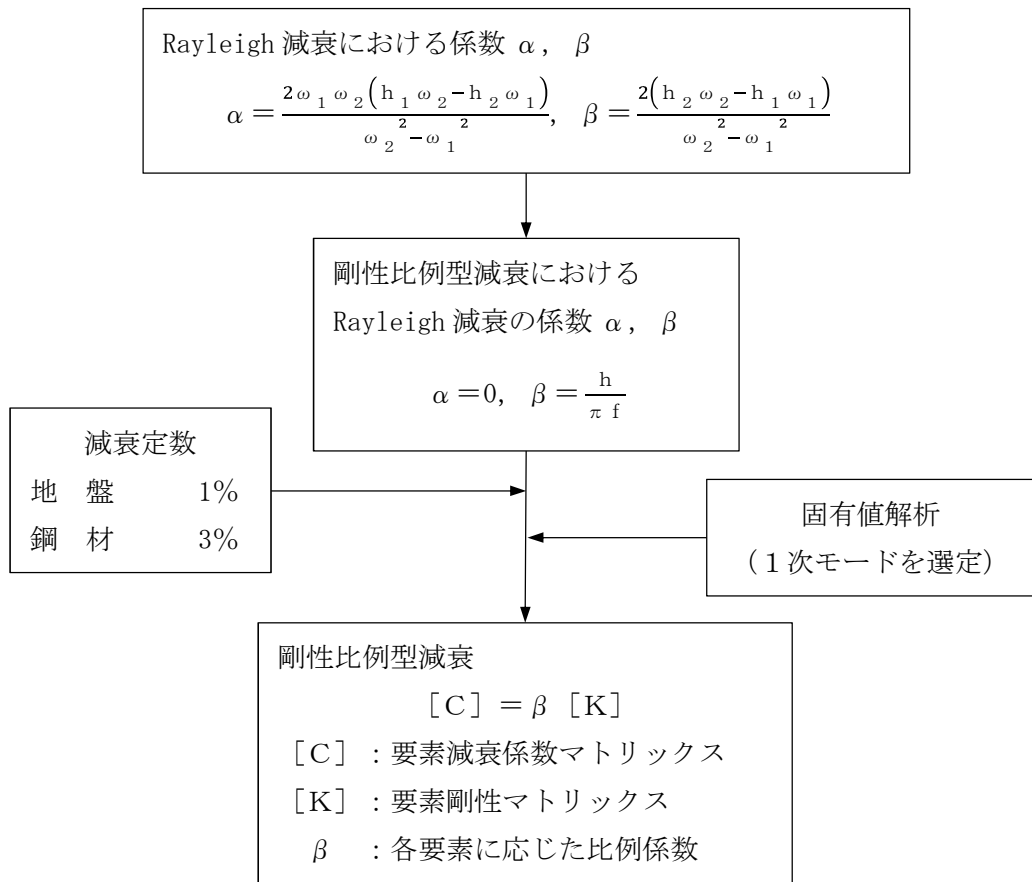 Rayleigh 減衰における係数 α, β
α=2ω1ω2(h1ω2−h2ω1)/(ω2²−ω1²), β=2(h2ω2−h1ω1)/(ω2²−ω1²)
剛性比例型減衰における
Rayleigh 減衰の係数 α, β
α=0, β=h/(πf)
減衰定数
地 盤 1%
鋼 材 3%
固有値解析
(1次モードを選定)
剛性比例型減衰
[C]=β[K]
[C]:要素減衰係数マトリックス
[K]:要素剛性マトリックス
β :各要素に応じた比例係数